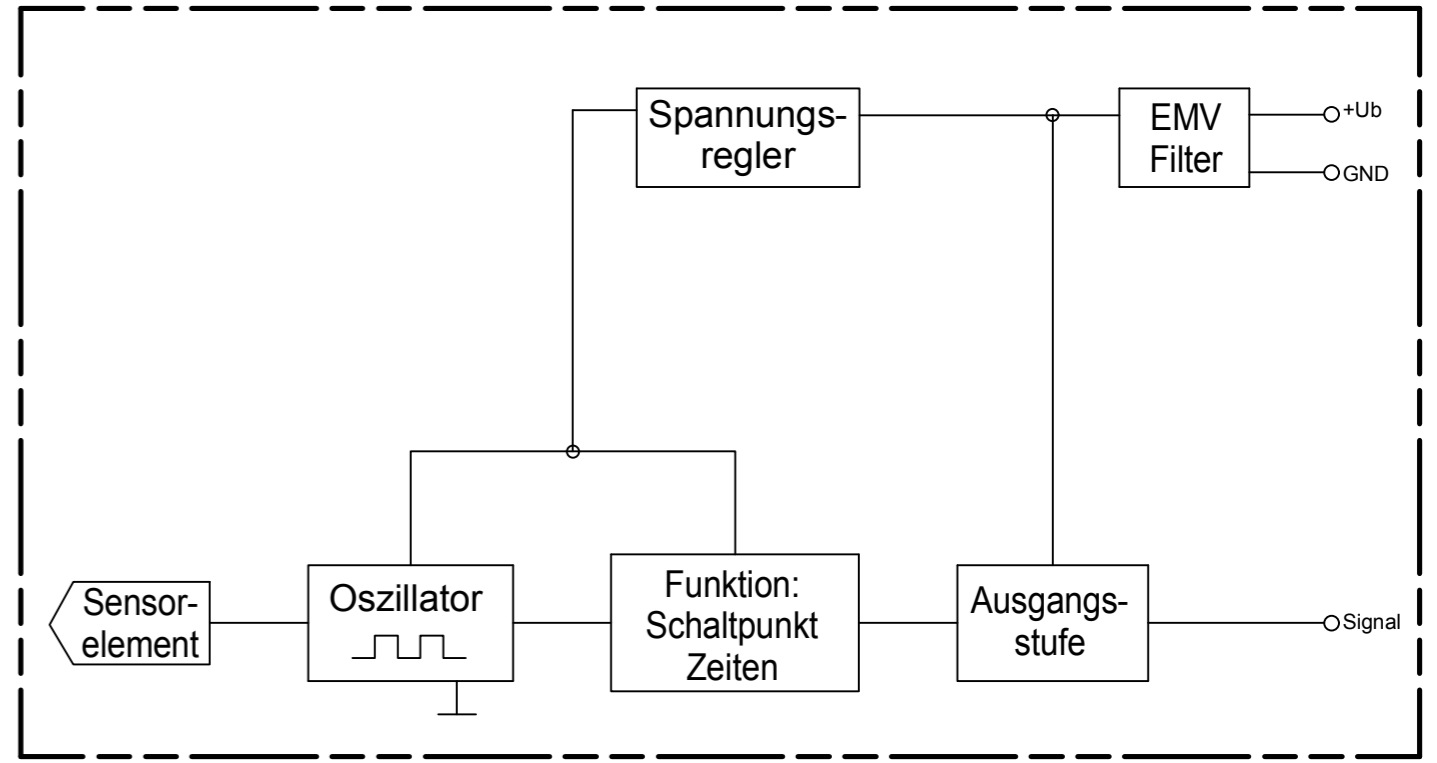 Spannungs-
regler
EMV
Filter
+Ub
GND
Sensor-
element
Oszillator
Funktion:
Schaltpunkt
Zeiten
Ausgangs-
stufe
Signal